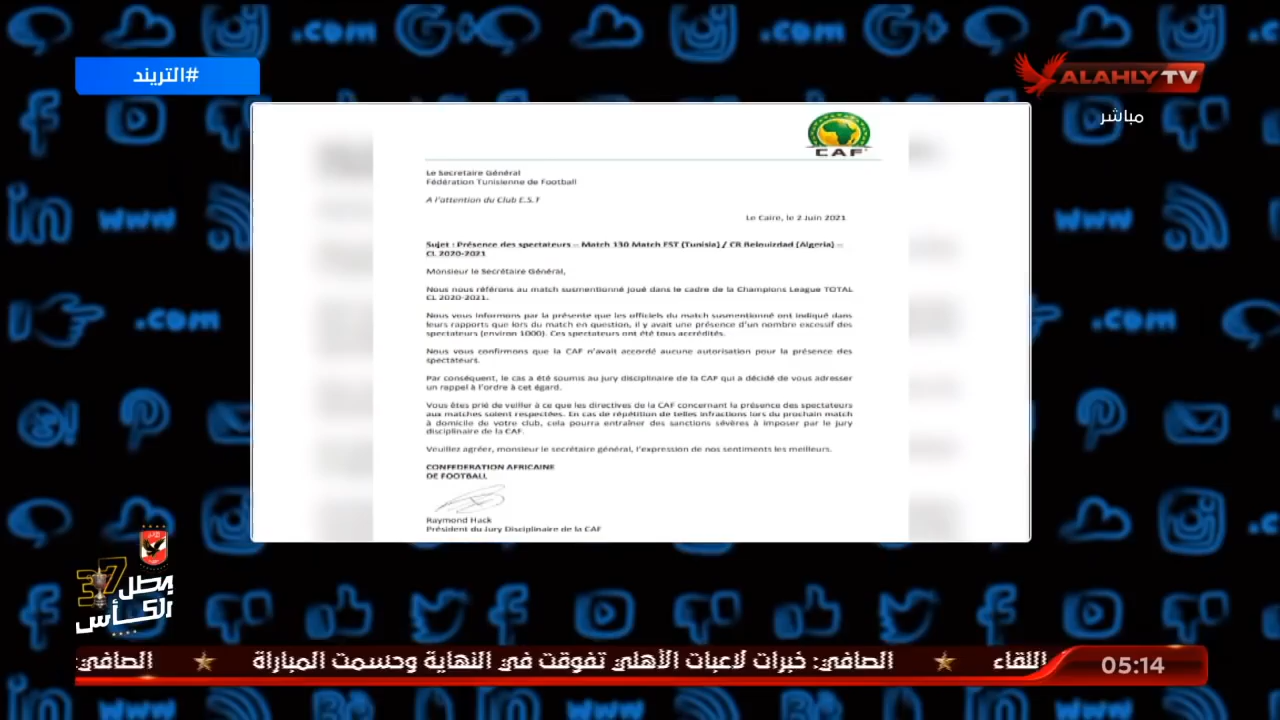 #التريند
ALAHLY TV
مباشر
CAF
Le Secretaire Général
Fédération Tunisienne de Football
A l'attention du Club E.S.T
Le Caire, le 2 Juin 2021
Sujet : Présence des spectateurs – Match 130 Match EST (Tunisia) / CR Belouizdad (Algeria) –
CL 2020-2021
Monsieur le Secrétaire Général,
Nous nous référons au match susmentionné joué dans le cadre de la Champions League TOTAL
CL 2020-2021.
Nous vous informons par la présente que les officiels du match susmentionné ont indiqué dans
leurs rapports que lors du match en question, il y avait une présence d'un nombre excessif des
spectateurs (environ 1000). Ces spectateurs ont été tous accrédités.
Nous vous confirmons que la CAF n'avait accordé aucune autorisation pour la présence des
spectateurs.
Par conséquent, le cas a été soumis au jury disciplinaire de la CAF qui a décidé de vous adresser
un rappel à l'ordre à cet égard.
Vous êtes prié de veiller à ce que les directives de la CAF concernant la présence des spectateurs
aux matches soient respectées. En cas de répétition de telles infractions lors du prochain match
à domicile de votre club, cela pourra entraîner des sanctions sévères à imposer par le jury
disciplinaire de la CAF.
Veuillez agréer, monsieur le secrétaire général, l'expression de nos sentiments les meilleurs.
CONFEDERATION AFRICAINE
DE FOOTBALL
Raymond Hack
Président du Jury Disciplinaire de la CAF
37
بطل
الكأس
اللقاء ★ الصافي: خبرات لاعبات الأهلي تفوقت في النهاية وحسمت المباراة ★ الصافي:
05:14